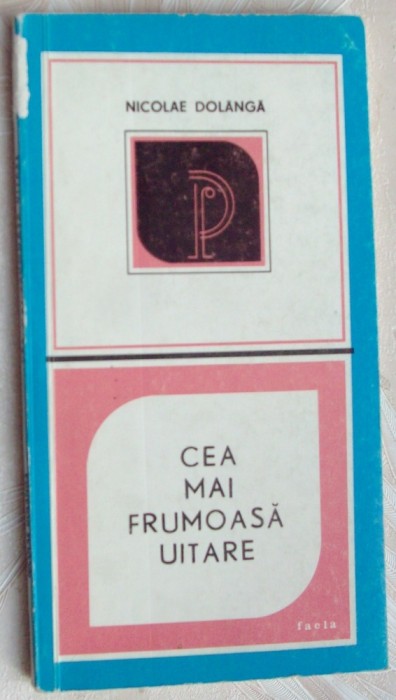 NICOLAE DOLÂNGĂ
P
CEA
MAI
FRUMOASĂ
UITARE
facla